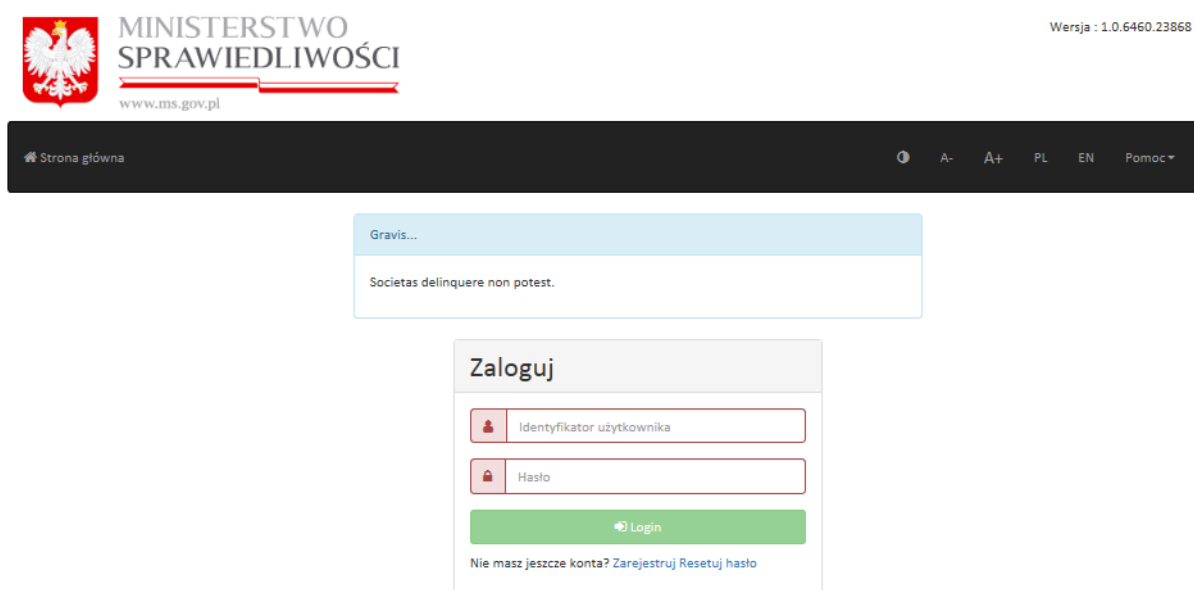 MINISTERSTWO
SPRAWIEDLIWOŚCI
www.ms.gov.pl
Wersja : 1.0.6460.23868
Strona główna
A- A+ PL EN Pomoc
Gravis...
Societas delinquere non potest.
Zaloguj
Identyfikator użytkownika
Hasło
Login
Nie masz jeszcze konta? Zarejestruj Resetuj hasło